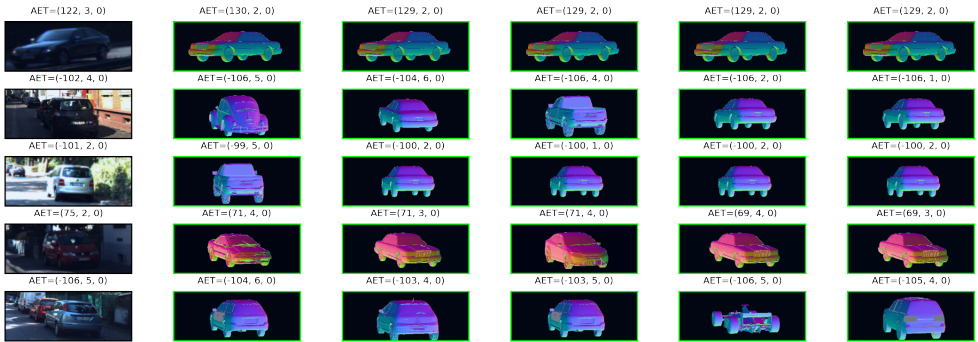 AET=(122, 3, 0) AET=(130, 2, 0) AET=(129, 2, 0) AET=(129, 2, 0) AET=(129, 2, 0) AET=(129, 2, 0)
AET=(-102, 4, 0) AET=(-106, 5, 0) AET=(-104, 6, 0) AET=(-106, 4, 0) AET=(-106, 2, 0) AET=(-106, 1, 0)
AET=(-101, 2, 0) AET=(-99, 5, 0) AET=(-100, 2, 0) AET=(-100, 1, 0) AET=(-100, 2, 0) AET=(-100, 2, 0)
AET=(75, 2, 0) AET=(71, 4, 0) AET=(71, 3, 0) AET=(71, 4, 0) AET=(69, 4, 0) AET=(69, 3, 0)
AET=(-106, 5, 0) AET=(-104, 6, 0) AET=(-103, 4, 0) AET=(-103, 5, 0) AET=(-106, 5, 0) AET=(-105, 4, 0)